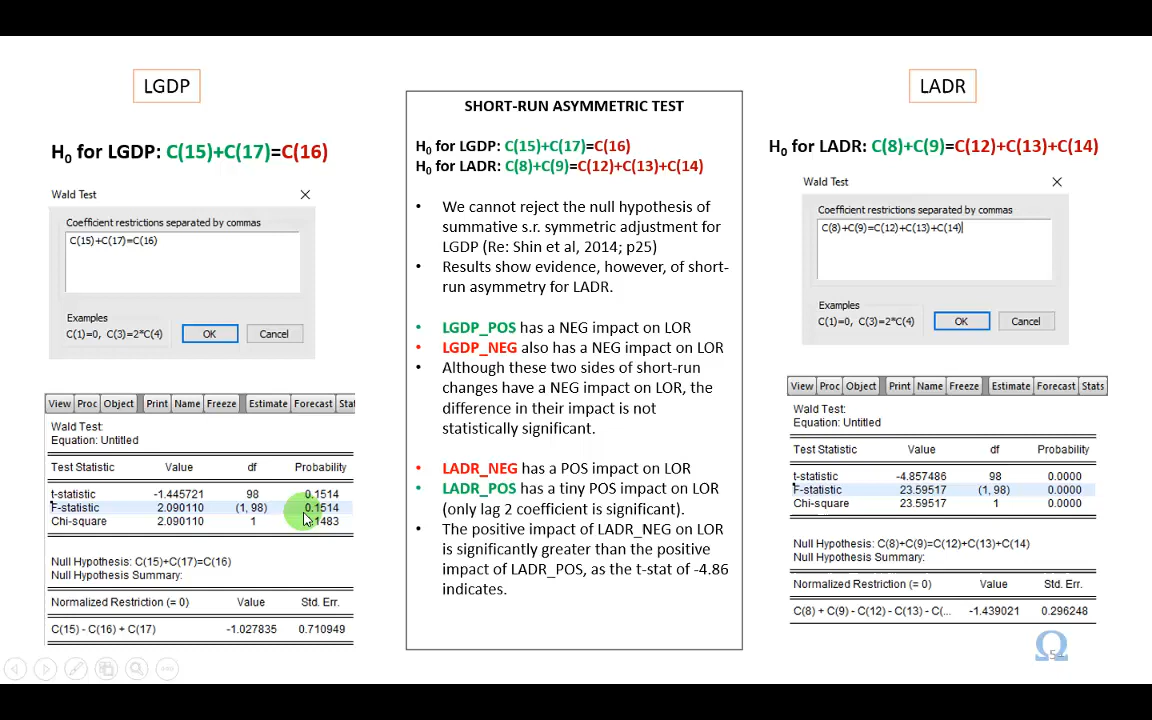 LGDP
H0 for LGDP: C(15)+C(17)=C(16)
Wald Test
Coefficient restrictions separated by commas
C(15)+C(17)=C(16)
Examples
C(1)=0, C(3)=2*C(4)
OK
Cancel
View Proc Object Print Name Freeze Estimate Forecast Stat
Wald Test:
Equation: Untitled
Test Statistic Value df Probability
t-statistic -1.445721 98 0.1514
F-statistic 2.090110 (1, 98) 0.1514
Chi-square 2.090110 1 0.1483
Null Hypothesis: C(15)+C(17)=C(16)
Null Hypothesis Summary:
Normalized Restriction (= 0) Value Std. Err.
C(15) - C(16) + C(17) -1.027835 0.710949
SHORT-RUN ASYMMETRIC TEST
H0 for LGDP: C(15)+C(17)=C(16)
H0 for LADR: C(8)+C(9)=C(12)+C(13)+C(14)
• We cannot reject the null hypothesis of
summative s.r. symmetric adjustment for
LGDP (Re: Shin et al, 2014; p25)
• Results show evidence, however, of short-
run asymmetry for LADR.
• LGDP_POS has a NEG impact on LOR
• LGDP_NEG also has a NEG impact on LOR
• Although these two sides of short-run
changes have a NEG impact on LOR, the
difference in their impact is not
statistically significant.
• LADR_NEG has a POS impact on LOR
• LADR_POS has a tiny POS impact on LOR
(only lag 2 coefficient is significant).
• The positive impact of LADR_NEG on LOR
is significantly greater than the positive
impact of LADR_POS, as the t-stat of -4.86
indicates.
LADR
H0 for LADR: C(8)+C(9)=C(12)+C(13)+C(14)
Wald Test
Coefficient restrictions separated by commas
C(8)+C(9)=C(12)+C(13)+C(14)
Examples
C(1)=0, C(3)=2*C(4)
OK
Cancel
View Proc Object Print Name Freeze Estimate Forecast Stats
Wald Test:
Equation: Untitled
Test Statistic Value df Probability
t-statistic -4.857486 98 0.0000
F-statistic 23.59517 (1, 98) 0.0000
Chi-square 23.59517 1 0.0000
Null Hypothesis: C(8)+C(9)=C(12)+C(13)+C(14)
Null Hypothesis Summary:
Normalized Restriction (= 0) Value Std. Err.
C(8) + C(9) - C(12) - C(13) - C(... -1.439021 0.296248
Ω
54